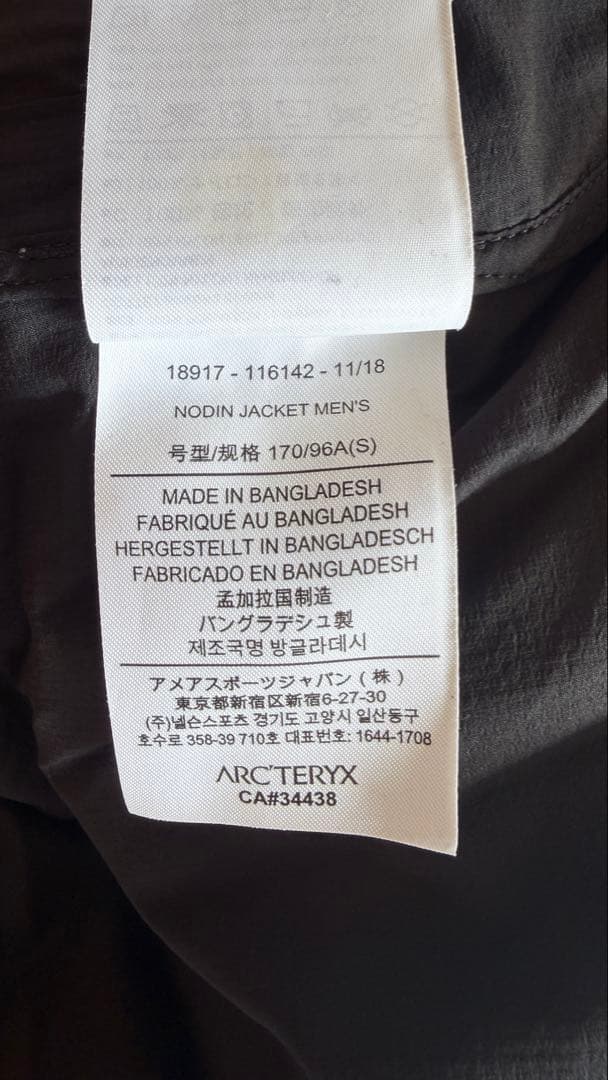 18917 - 116142 - 11/18
NODIN JACKET MEN'S
号型/规格 170/96A(S)
MADE IN BANGLADESH
FABRIQUÉ AU BANGLADESH
HERGESTELLT IN BANGLADESCH
FABRICADO EN BANGLADESH
孟加拉国制造
バングラデシュ製
제조국명 방글라데시
アメアスポーツジャパン(株)
東京都新宿区新宿6-27-30
(주)넬슨스포츠 경기도 고양시 일산동구
호수로 358-39 710호 대표번호: 1644-1708
ARC'TERYX
CA#34438